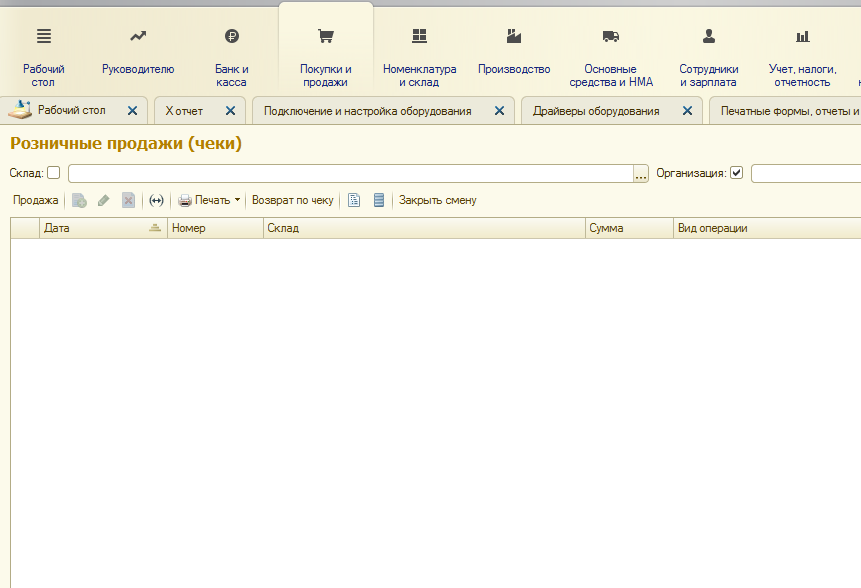 Рабочий стол
Руководителю
Банк и касса
Покупки и продажи
Номенклатура и склад
Производство
Основные средства и НМА
Сотрудники и зарплата
Учет, налоги, отчетность
Рабочий стол
X отчет
Подключение и настройка оборудования
Драйверы оборудования
Печатные формы, отчеты и
Розничные продажи (чеки)
Склад:
...
Организация:
Продажа
Печать
Возврат по чеку
Закрыть смену
Дата
Номер
Склад
Сумма
Вид операции